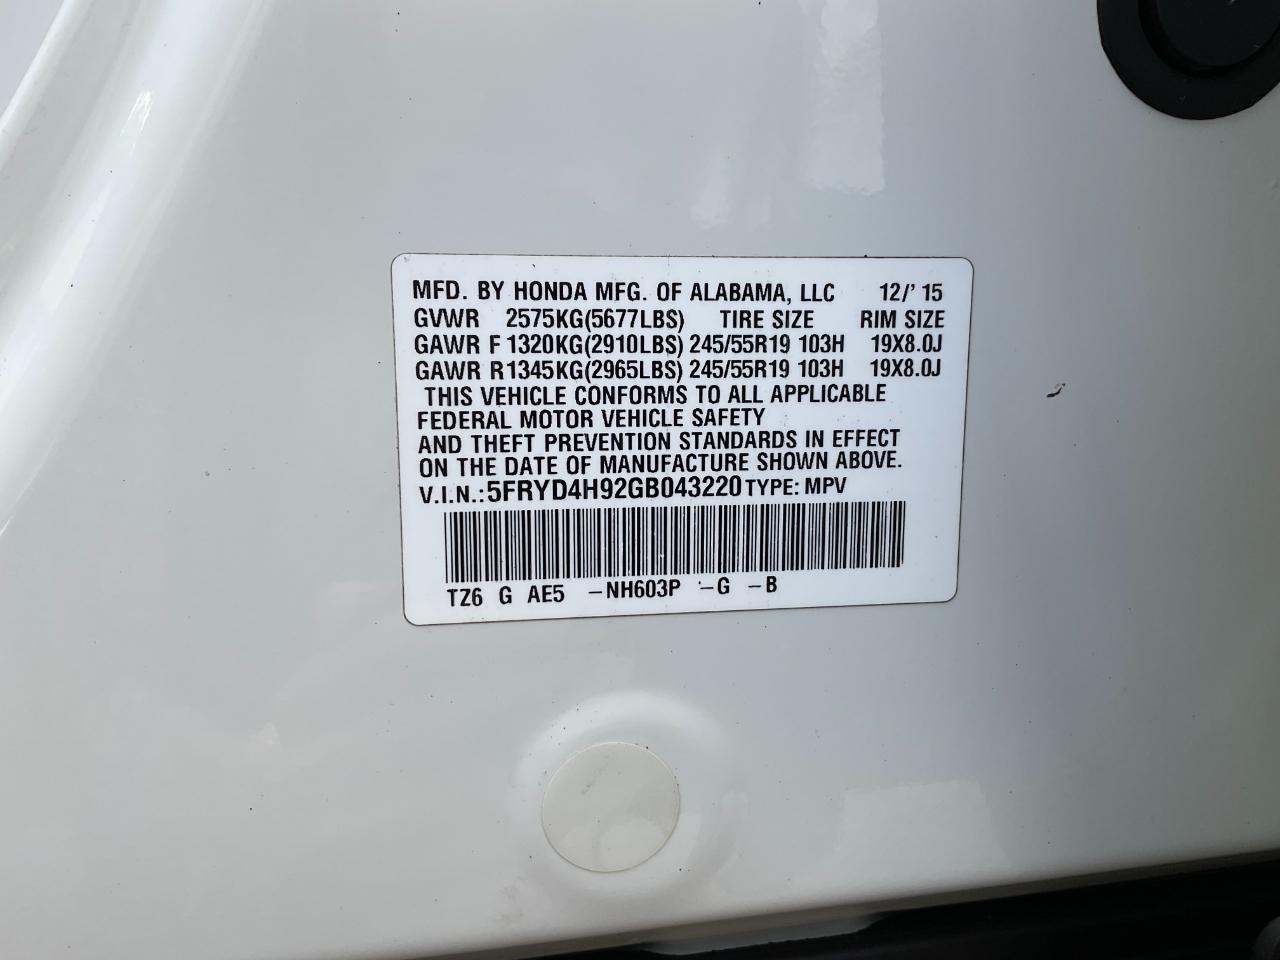 MFD. BY HONDA MFG. OF ALABAMA, LLC 12/'15
GVWR 2575KG(5677LBS) TIRE SIZE RIM SIZE
GAWR F 1320KG(2910LBS) 245/55R19 103H 19X8.0J
GAWR R1345KG(2965LBS) 245/55R19 103H 19X8.0J
THIS VEHICLE CONFORMS TO ALL APPLICABLE
FEDERAL MOTOR VEHICLE SAFETY
AND THEFT PREVENTION STANDARDS IN EFFECT
ON THE DATE OF MANUFACTURE SHOWN ABOVE.
V.I.N.:5FRYD4H92GB043220 TYPE: MPV
TZ6 G AE5 -NH603P -G -B